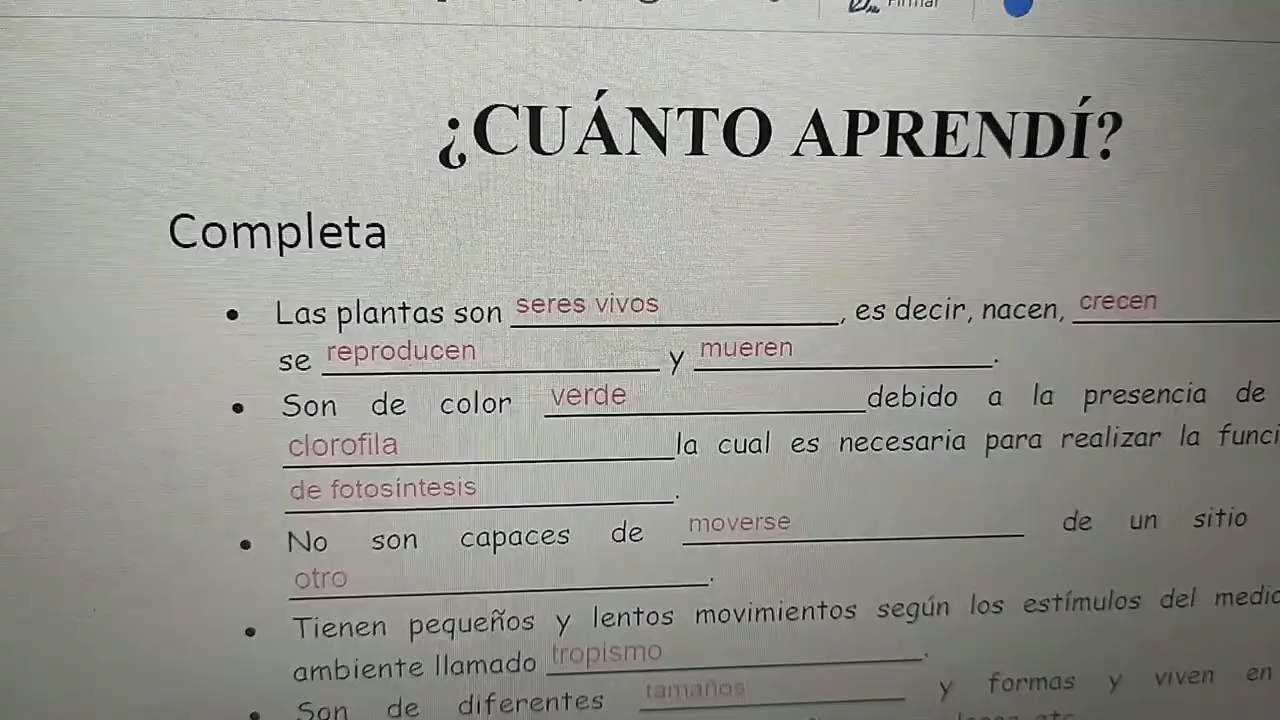 ¿CUÁNTO APRENDÍ?
Completa
• Las plantas son seres vivos, es decir, nacen, crecen
se reproducen y mueren.
• Son de color verde debido a la presencia de
clorofila la cual es necesaria para realizar la funci
de fotosíntesis.
• No son capaces de moverse de un sitio
otro.
• Tienen pequeños y lentos movimientos según los estímulos del medio
ambiente llamado tropismo.
• Son de diferentes tamaños y formas y viven en